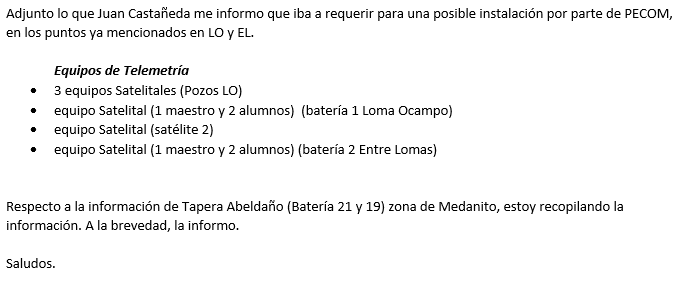 Adjunto lo que Juan Castañeda me informo que iba a requerir para una posible instalación por parte de PECOM,
en los puntos ya mencionados en LO y EL.
Equipos de Telemetría
• 3 equipos Satelitales (Pozos LO)
• equipo Satelital (1 maestro y 2 alumnos)  (batería 1 Loma Ocampo)
• equipo Satelital (satélite 2)
• equipo Satelital (1 maestro y 2 alumnos) (batería 2 Entre Lomas)
Respecto a la información de Tapera Abeldaño (Batería 21 y 19) zona de Medanito, estoy recopilando la
información. A la brevedad, la informo.
Saludos.